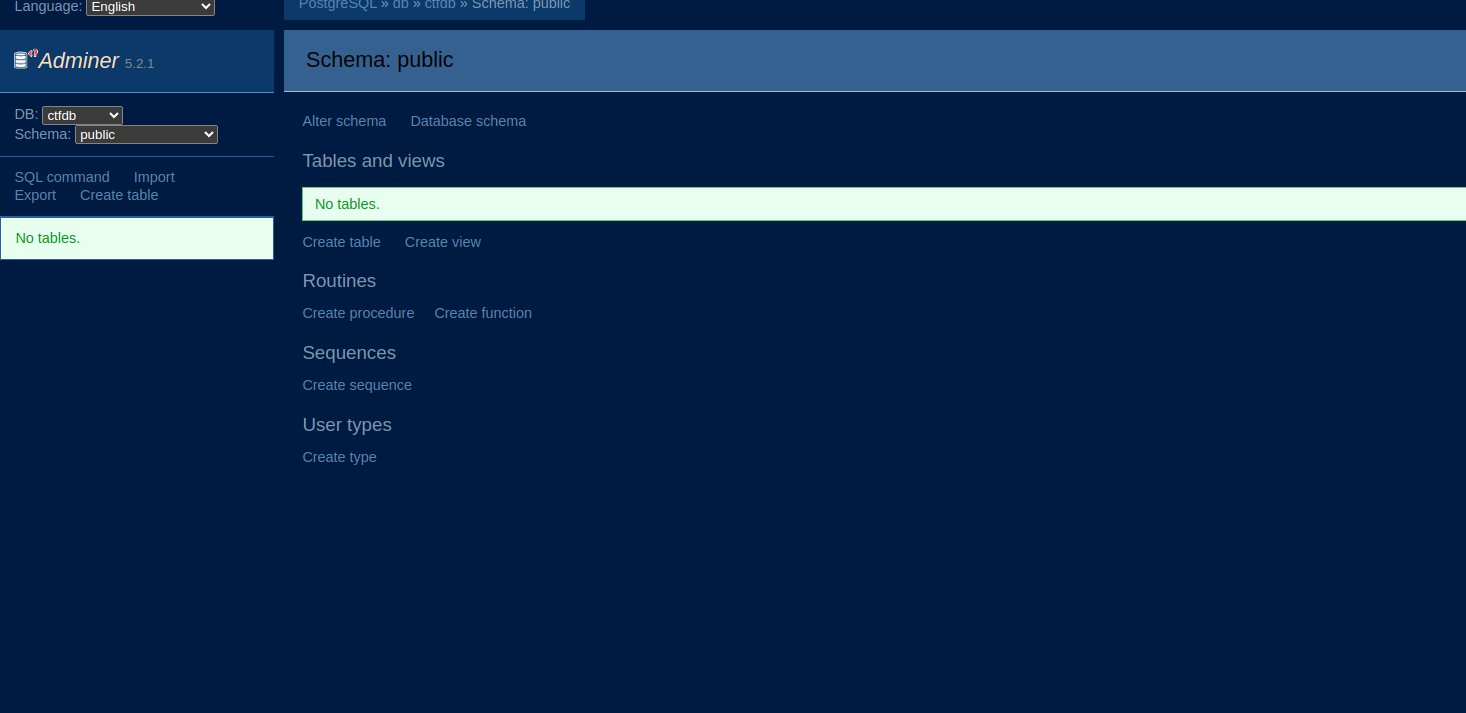 Language: English
PostgreSQL » db » ctfdb » Schema: public
Adminer 5.2.1
Schema: public
DB: ctfdb
Schema: public
SQL command Import
Export Create table
No tables.
Alter schema Database schema
Tables and views
No tables.
Create table Create view
Routines
Create procedure Create function
Sequences
Create sequence
User types
Create type